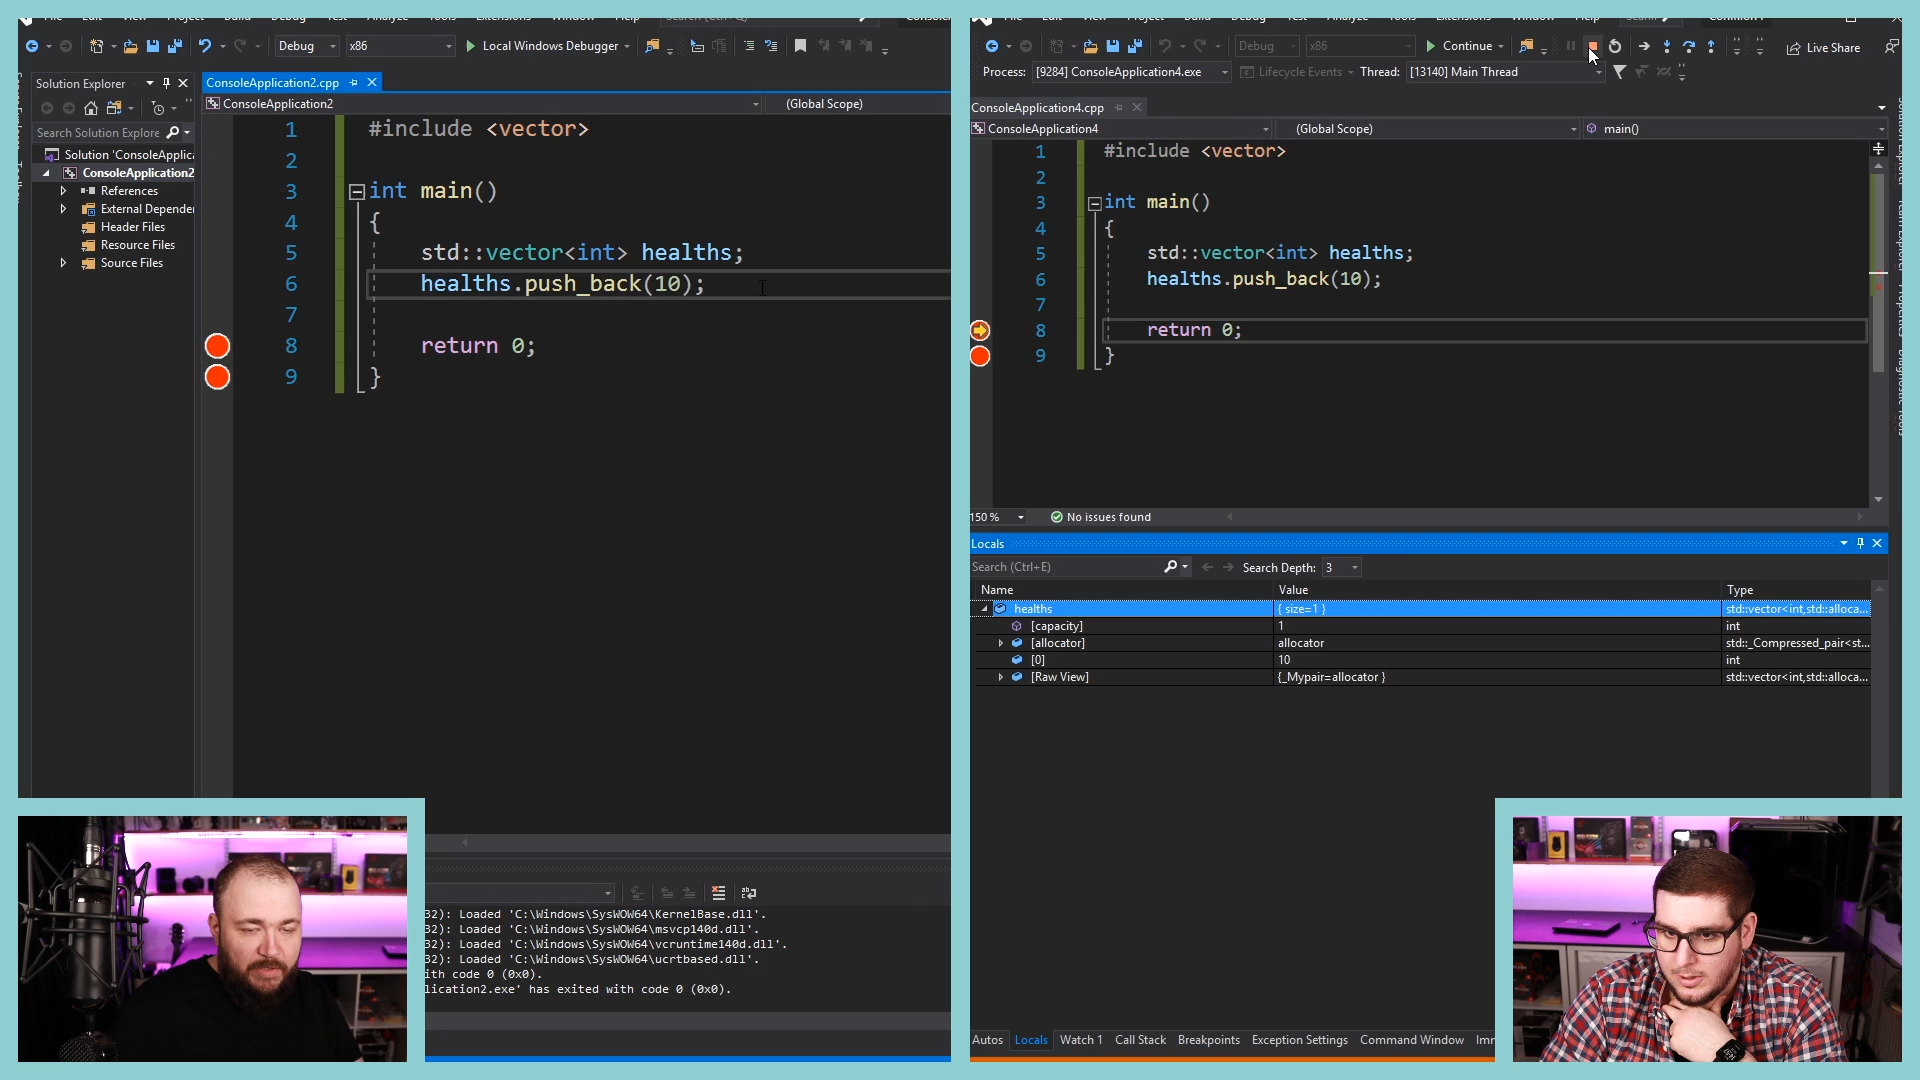 Debug
x86
Local Windows Debugger
Solution Explorer
Search Solution Explore
Solution 'ConsoleApplica
ConsoleApplication2
References
External Depender
Header Files
Resource Files
Source Files
ConsoleApplication2.cpp
ConsoleApplication2
(Global Scope)
1 #include <vector>
2
3 int main()
4 {
5 std::vector<int> healths;
6 healths.push_back(10);
7
8 return 0;
9 }
32): Loaded 'C:\Windows\SysWOW64\KernelBase.dll'.
32): Loaded 'C:\Windows\SysWOW64\msvcp140d.dll'.
32): Loaded 'C:\Windows\SysWOW64\vcruntime140d.dll'.
32): Loaded 'C:\Windows\SysWOW64\ucrtbased.dll'.
ith code 0 (0x0).
lication2.exe' has exited with code 0 (0x0).
Debug
x86
Continue
Live Share
Process: [9284] ConsoleApplication4.exe
Lifecycle Events
Thread: [13140] Main Thread
ConsoleApplication4.cpp
ConsoleApplication4
(Global Scope)
main()
1 #include <vector>
2
3 int main()
4 {
5 std::vector<int> healths;
6 healths.push_back(10);
7
8 return 0;
9 }
150 %
No issues found
Locals
Search (Ctrl+E)
Search Depth: 3
Name Value Type
healths { size=1 } std::vector<int,std::alloca...
[capacity] 1 int
[allocator] allocator std::_Compressed_pair<st...
[0] 10 int
[Raw View] {_Mypair=allocator } std::vector<int,std::alloca...
Autos Locals Watch 1 Call Stack Breakpoints Exception Settings Command Window Imr